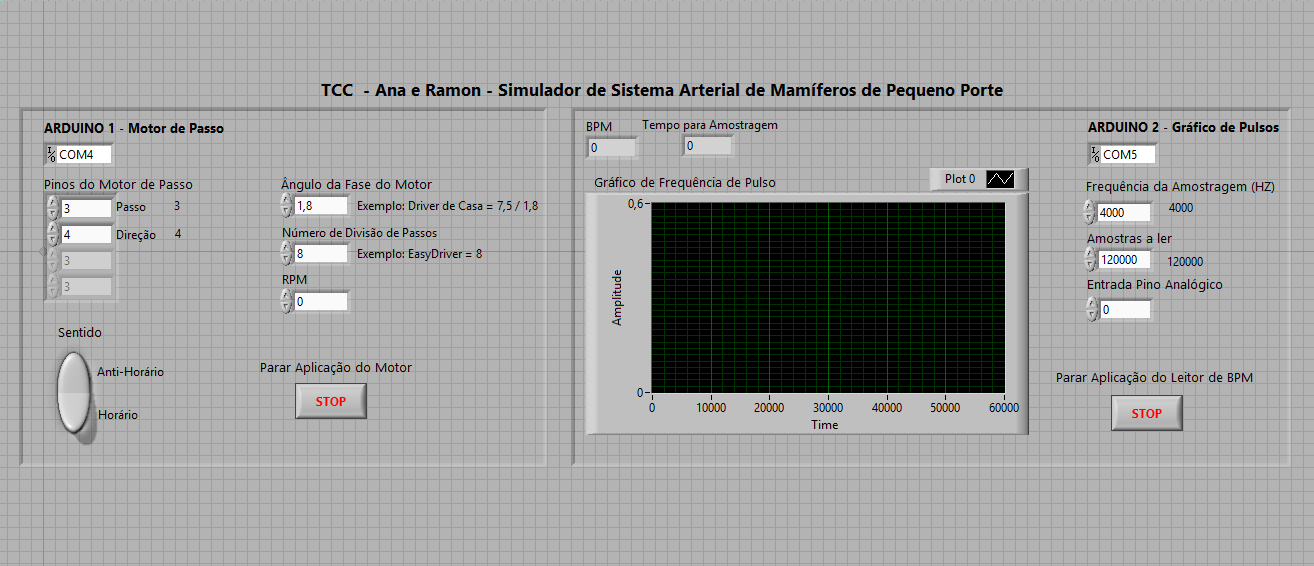 TCC - Ana e Ramon - Simulador de Sistema Arterial de Mamíferos de Pequeno Porte
ARDUINO 1 - Motor de Passo
I/O COM4
Pinos do Motor de Passo
3 Passo 3
4 Direção 4
3
3
Ângulo da Fase do Motor
1,8 Exemplo: Driver de Casa = 7,5 / 1,8
Número de Divisão de Passos
8 Exemplo: EasyDriver = 8
RPM
0
Sentido
Anti-Horário
Horário
Parar Aplicação do Motor
STOP
BPM
0
Tempo para Amostragem
0
Gráfico de Frequência de Pulso
Plot 0
0,6
0
Amplitude
0 10000 20000 30000 40000 50000 60000
Time
ARDUINO 2 - Gráfico de Pulsos
I/O COM5
Frequência da Amostragem (HZ)
4000 4000
Amostras a ler
120000 120000
Entrada Pino Analógico
0
Parar Aplicação do Leitor de BPM
STOP